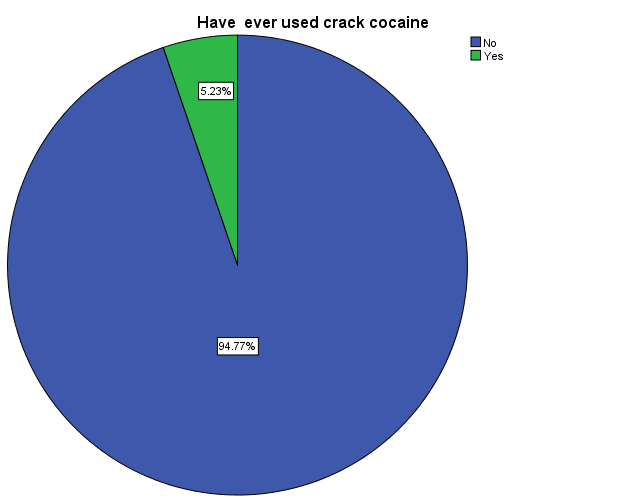 Have  ever used crack cocaine
No
Yes
5.23%
94.77%